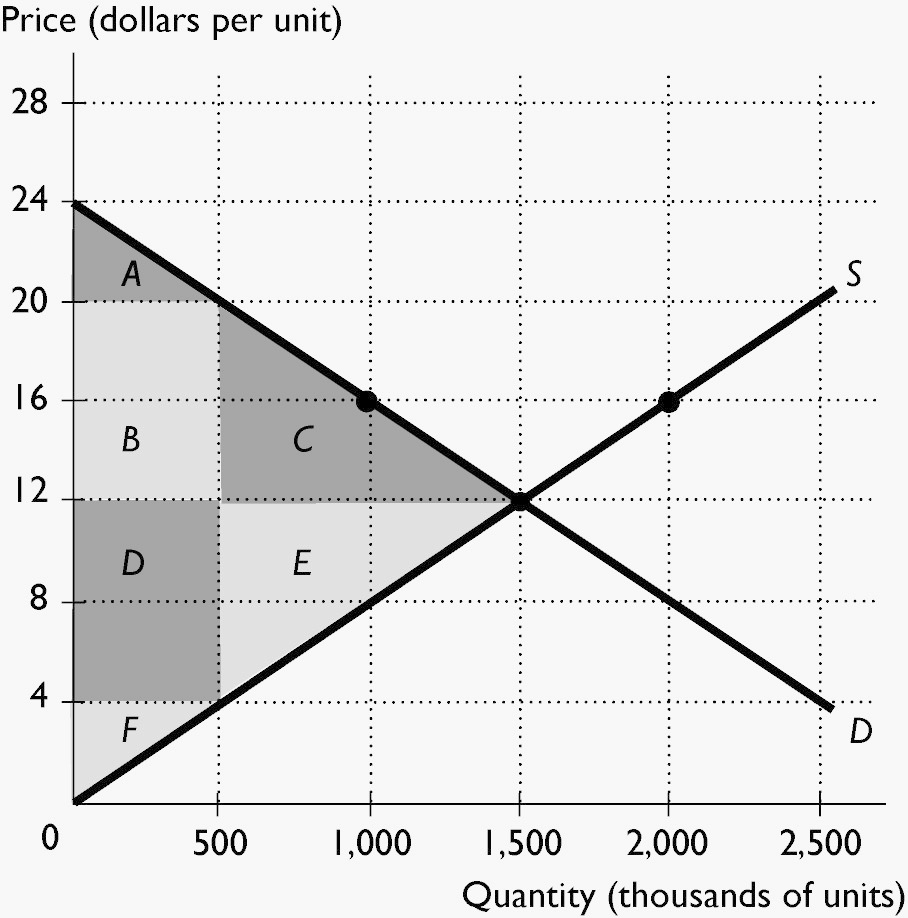 Price (dollars per unit)
28
24
A
S
20
16
B
C
12
D
E
8
4
F
D
0
500
1,000
1,500
2,000
2,500
Quantity (thousands of units)